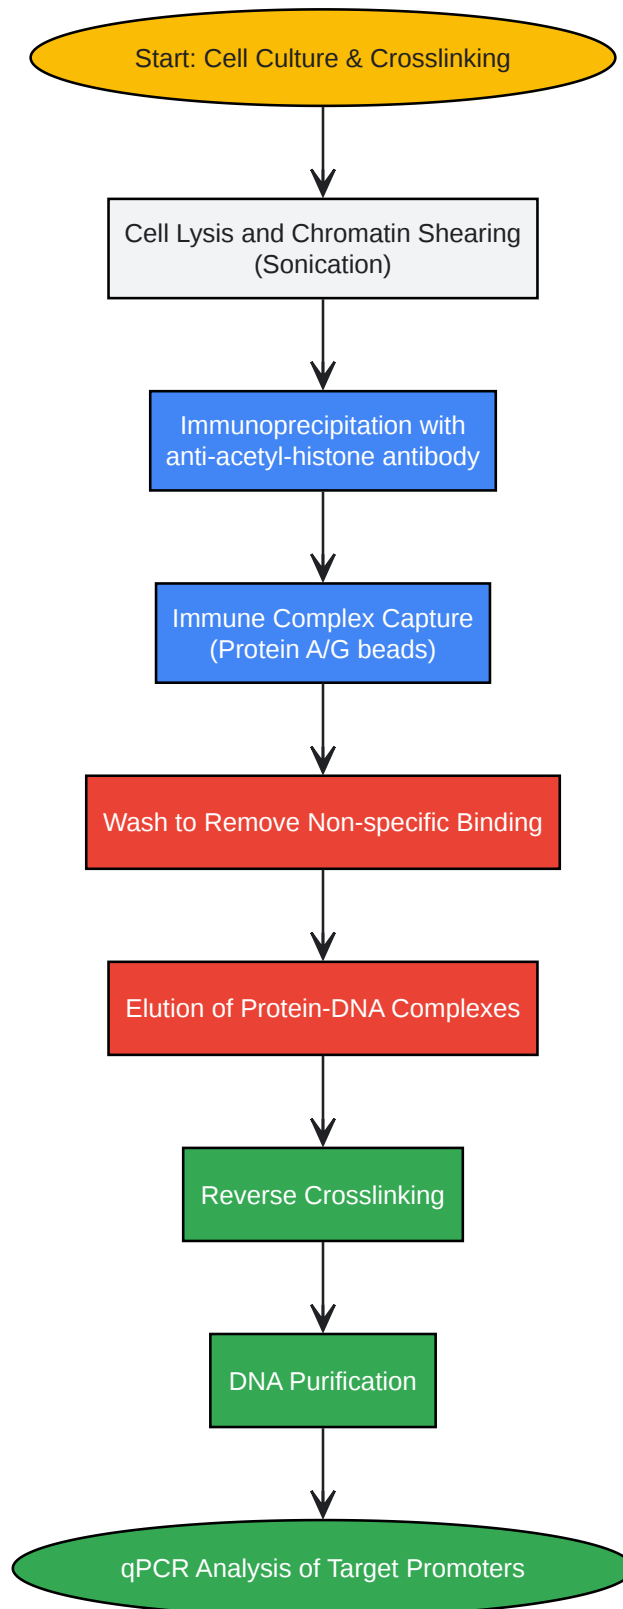 Start: Cell Culture & Crosslinking
Cell Lysis and Chromatin Shearing
(Sonication)
Immunoprecipitation with
anti-acetyl-histone antibody
Immune Complex Capture
(Protein A/G beads)
Wash to Remove Non-specific Binding
Elution of Protein-DNA Complexes
Reverse Crosslinking
DNA Purification
qPCR Analysis of Target Promoters